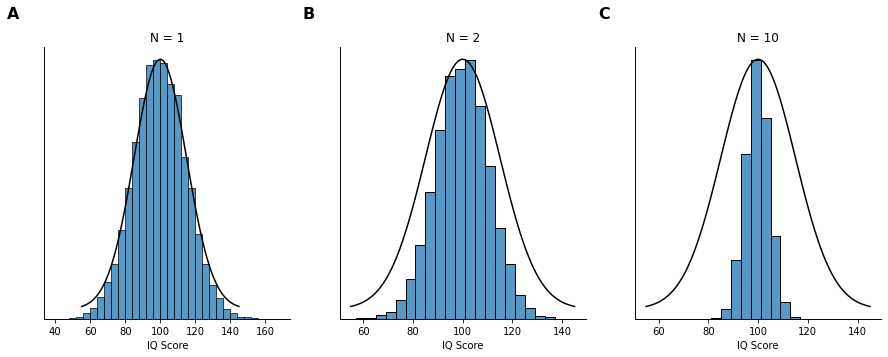 A
B
C
N = 1
N = 2
N = 10
40 60 80 100 120 140 160
60 80 100 120 140
60 80 100 120 140
IQ Score
IQ Score
IQ Score